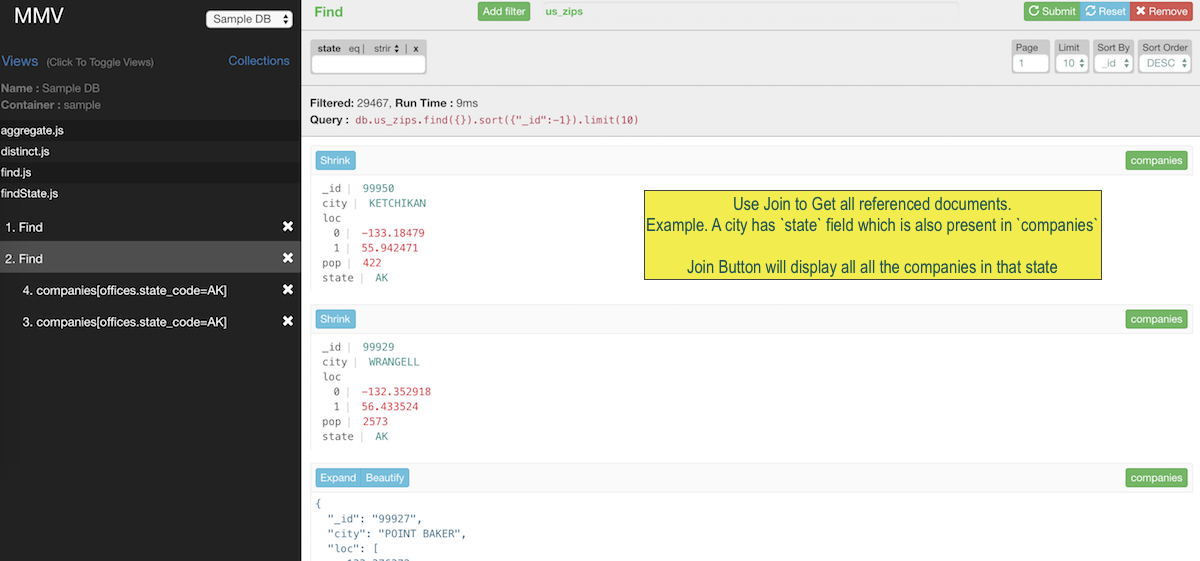 MMV
Sample DB
Views (Click To Toggle Views) Collections
Name : Sample DB
Container : sample
aggregate.js
distinct.js
find.js
findState.js
1. Find
2. Find
4. companies[offices.state_code=AK]
3. companies[offices.state_code=AK]
Find Add filter us_zips Submit Reset Remove
state eq | strir | x
Page Limit Sort By Sort Order
1 10 _id DESC
Filtered: 29467, Run Time : 9ms
Query : db.us_zips.find({}).sort({"_id":-1}).limit(10)
Shrink companies
_id | 99950
city | KETCHIKAN
loc
0 | -133.18479
1 | 55.942471
pop | 422
state | AK
Use Join to Get all referenced documents.
Example. A city has `state` field which is also present in `companies`
Join Button will display all all the companies in that state
Shrink companies
_id | 99929
city | WRANGELL
loc
0 | -132.352918
1 | 56.433524
pop | 2573
state | AK
Expand Beautify companies
{
"_id": "99927",
"city": "POINT BAKER",
"loc": [